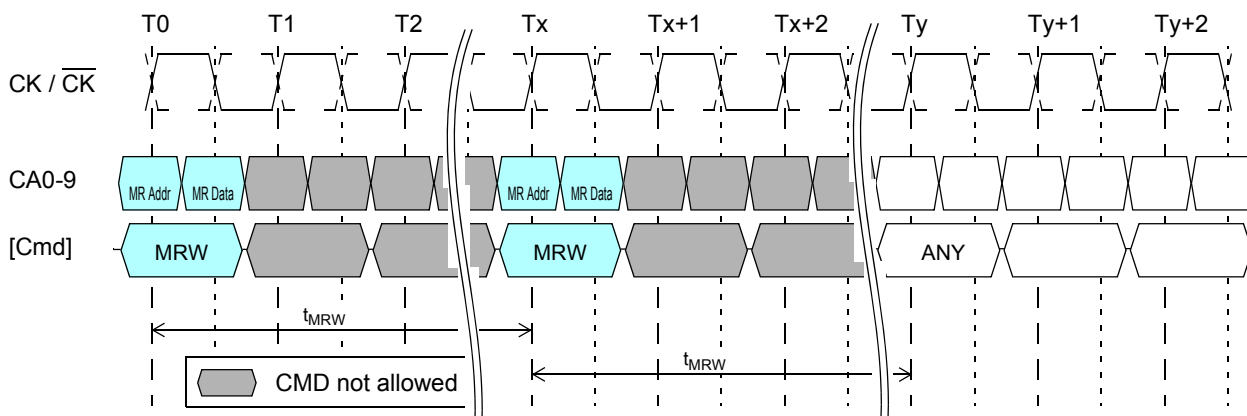 T0 T1 T2 Tx Tx+1 Tx+2 Ty Ty+1 Ty+2
CK / C̅K̅
CA0-9 MR Addr MR Data MR Addr MR Data
[Cmd] MRW MRW ANY
tMRW
tMRW
CMD not allowed